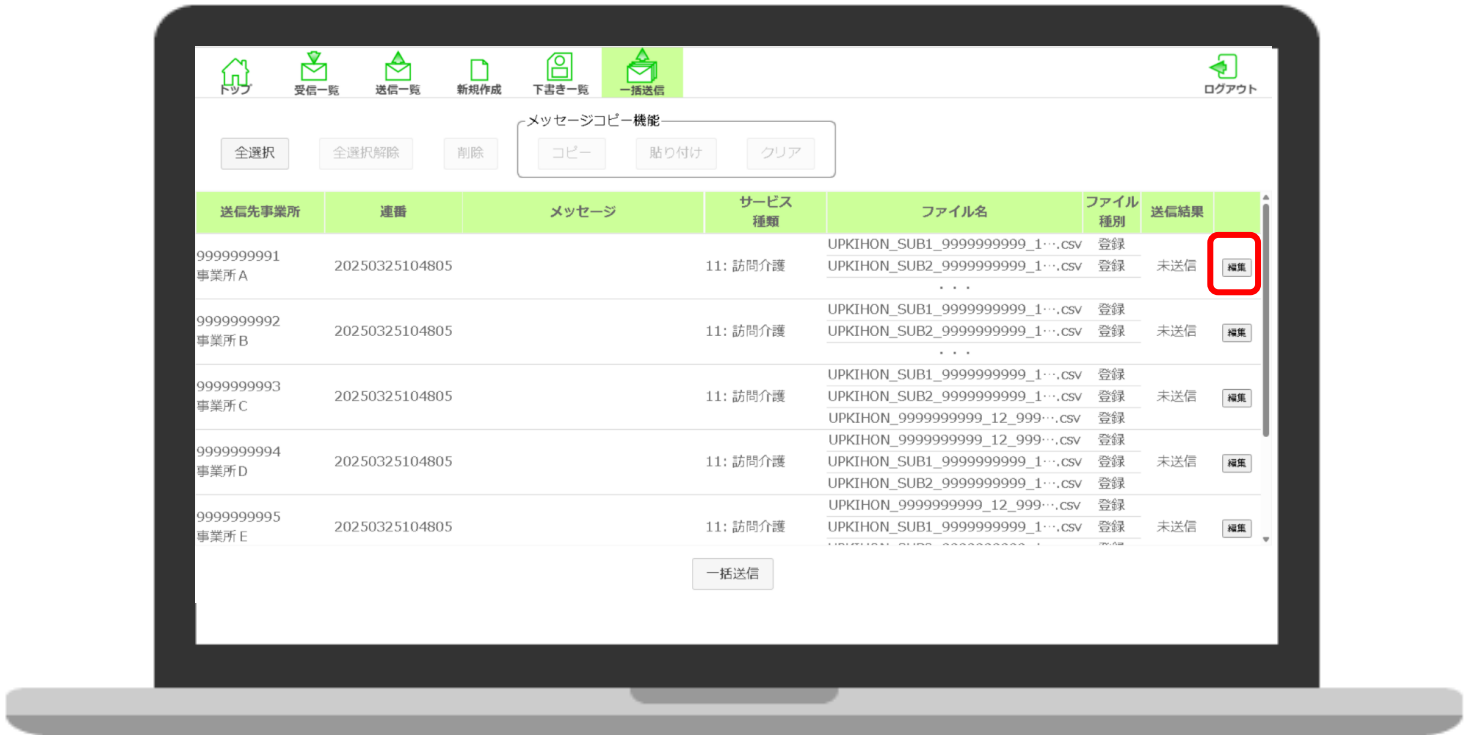 トップ 受信一覧 送信一覧 新規作成 下書き一覧 一括送信 ログアウト
メッセージコピー機能
全選択 全選択解除 削除 コピー 貼り付け クリア
送信先事業所 連番 メッセージ サービス種類 ファイル名 ファイル種別 送信結果
9999999991
事業所A
20250325104805
11: 訪問介護
UPKIHON_SUB1_9999999999_1….csv 登録
UPKIHON_SUB2_9999999999_1….csv 登録
・・・
未送信
編集
9999999992
事業所B
20250325104805
11: 訪問介護
UPKIHON_SUB1_9999999999_1….csv 登録
UPKIHON_SUB2_9999999999_1….csv 登録
・・・
未送信
編集
9999999993
事業所C
20250325104805
11: 訪問介護
UPKIHON_SUB1_9999999999_1….csv 登録
UPKIHON_SUB2_9999999999_1….csv 登録
UPKIHON_9999999999_12_999….csv 登録
未送信
編集
9999999994
事業所D
20250325104805
11: 訪問介護
UPKIHON_9999999999_12_999….csv 登録
UPKIHON_SUB1_9999999999_1….csv 登録
UPKIHON_SUB2_9999999999_1….csv 登録
未送信
編集
9999999995
事業所E
20250325104805
11: 訪問介護
UPKIHON_9999999999_12_999….csv 登録
UPKIHON_SUB1_9999999999_1….csv 登録
未送信
編集
一括送信